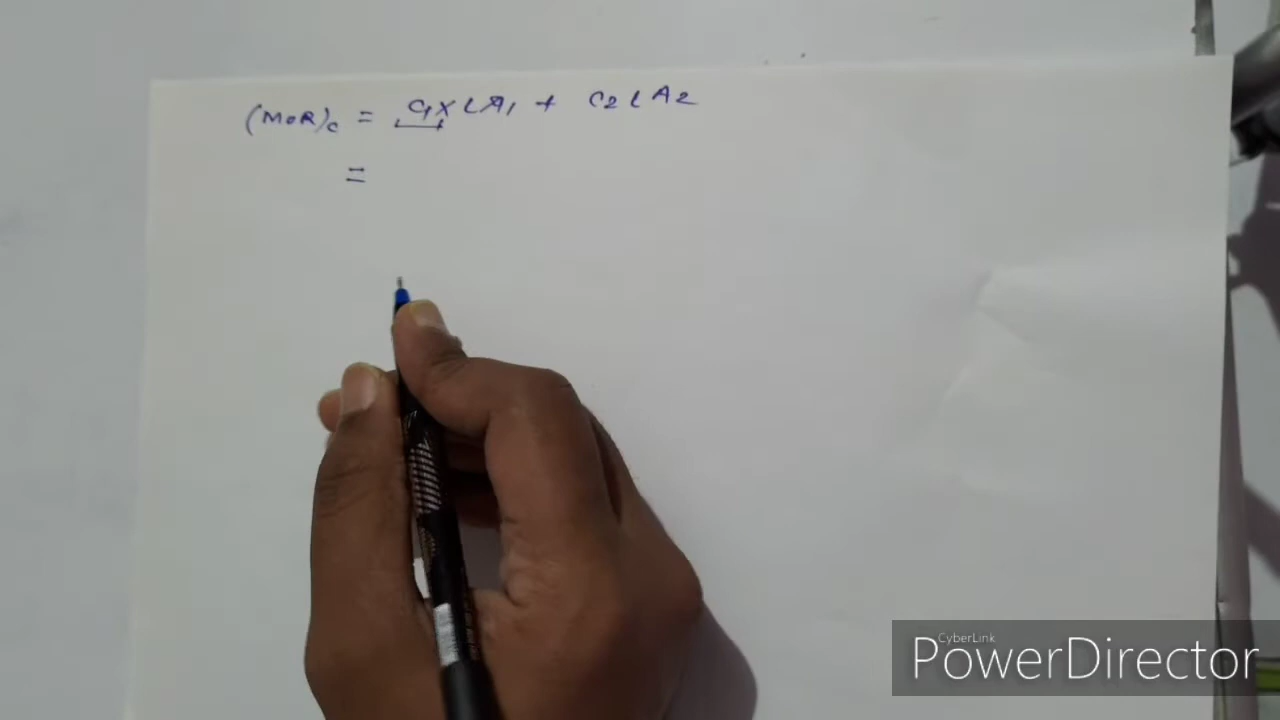 (MOR)c = C1 x LA1 + C2 LA2
=
CyberLink
PowerDirector